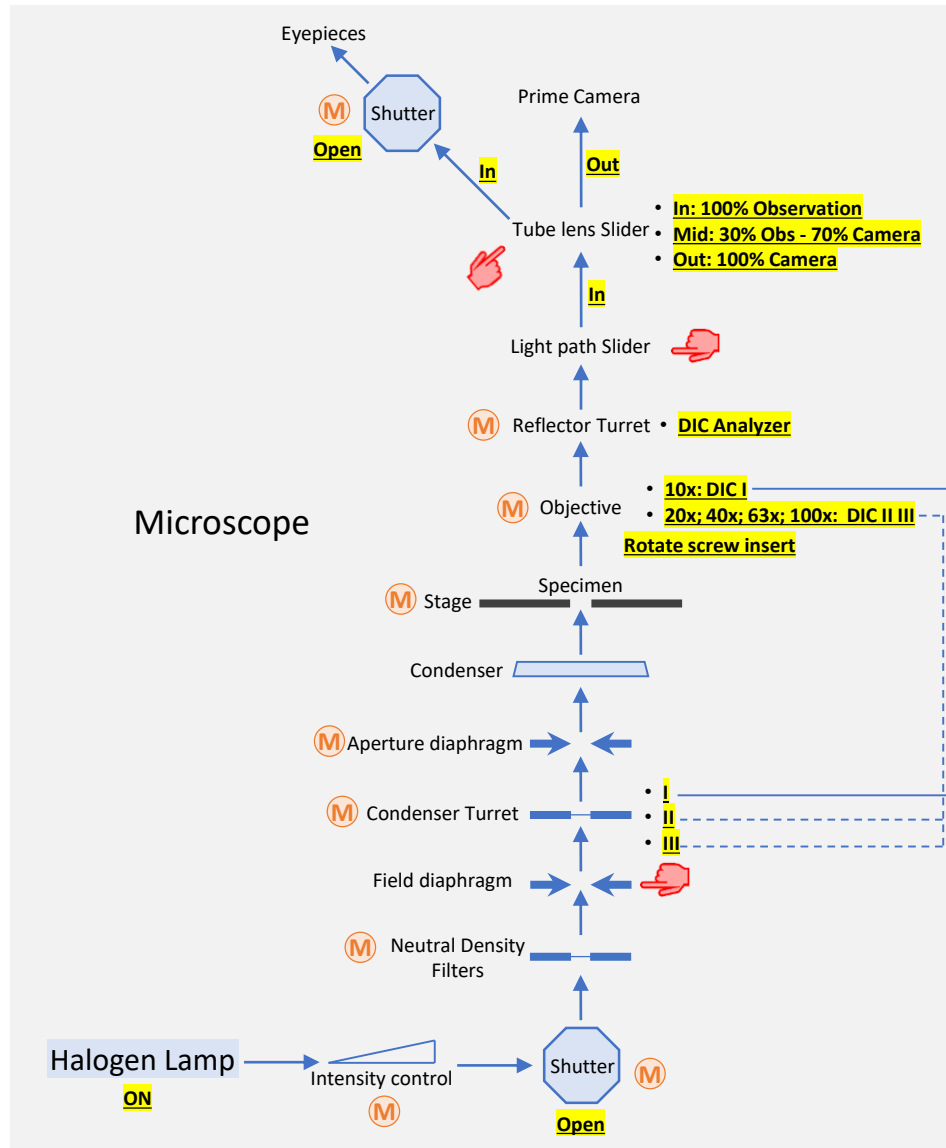 Eyepieces
M
Shutter
Open
Prime Camera
In
Out
Tube lens Slider
• In: 100% Observation
• Mid: 30% Obs - 70% Camera
• Out: 100% Camera
In
Light path Slider
M
Reflector Turret
• DIC Analyzer
M
Objective
• 10x: DIC I
• 20x; 40x; 63x; 100x: DIC II III
Rotate screw insert
Microscope
Specimen
M
Stage
Condenser
M
Aperture diaphragm
M
Condenser Turret
• I
• II
• III
Field diaphragm
M
Neutral Density
Filters
Halogen Lamp
ON
Intensity control
M
Shutter
M
Open